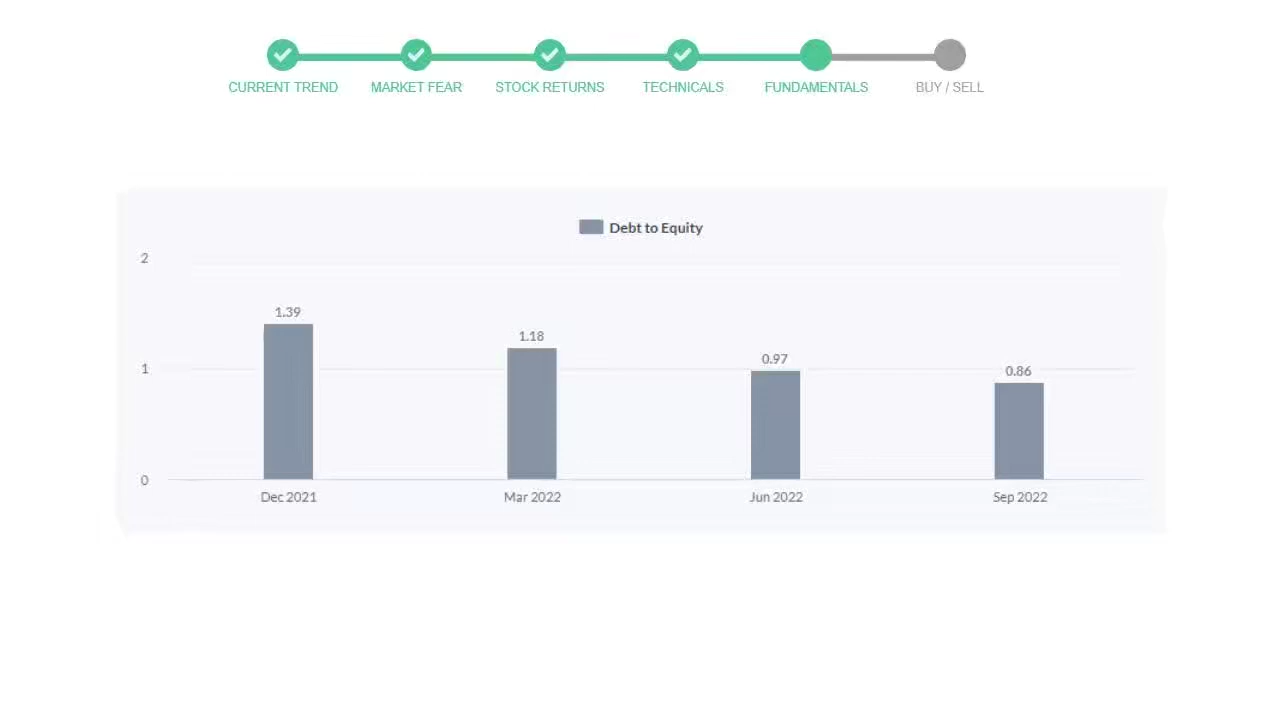 CURRENT TREND MARKET FEAR STOCK RETURNS TECHNICALS FUNDAMENTALS BUY / SELL
Debt to Equity
2
1.39
1.18
1
0.97
0.86
0
Dec 2021 Mar 2022 Jun 2022 Sep 2022